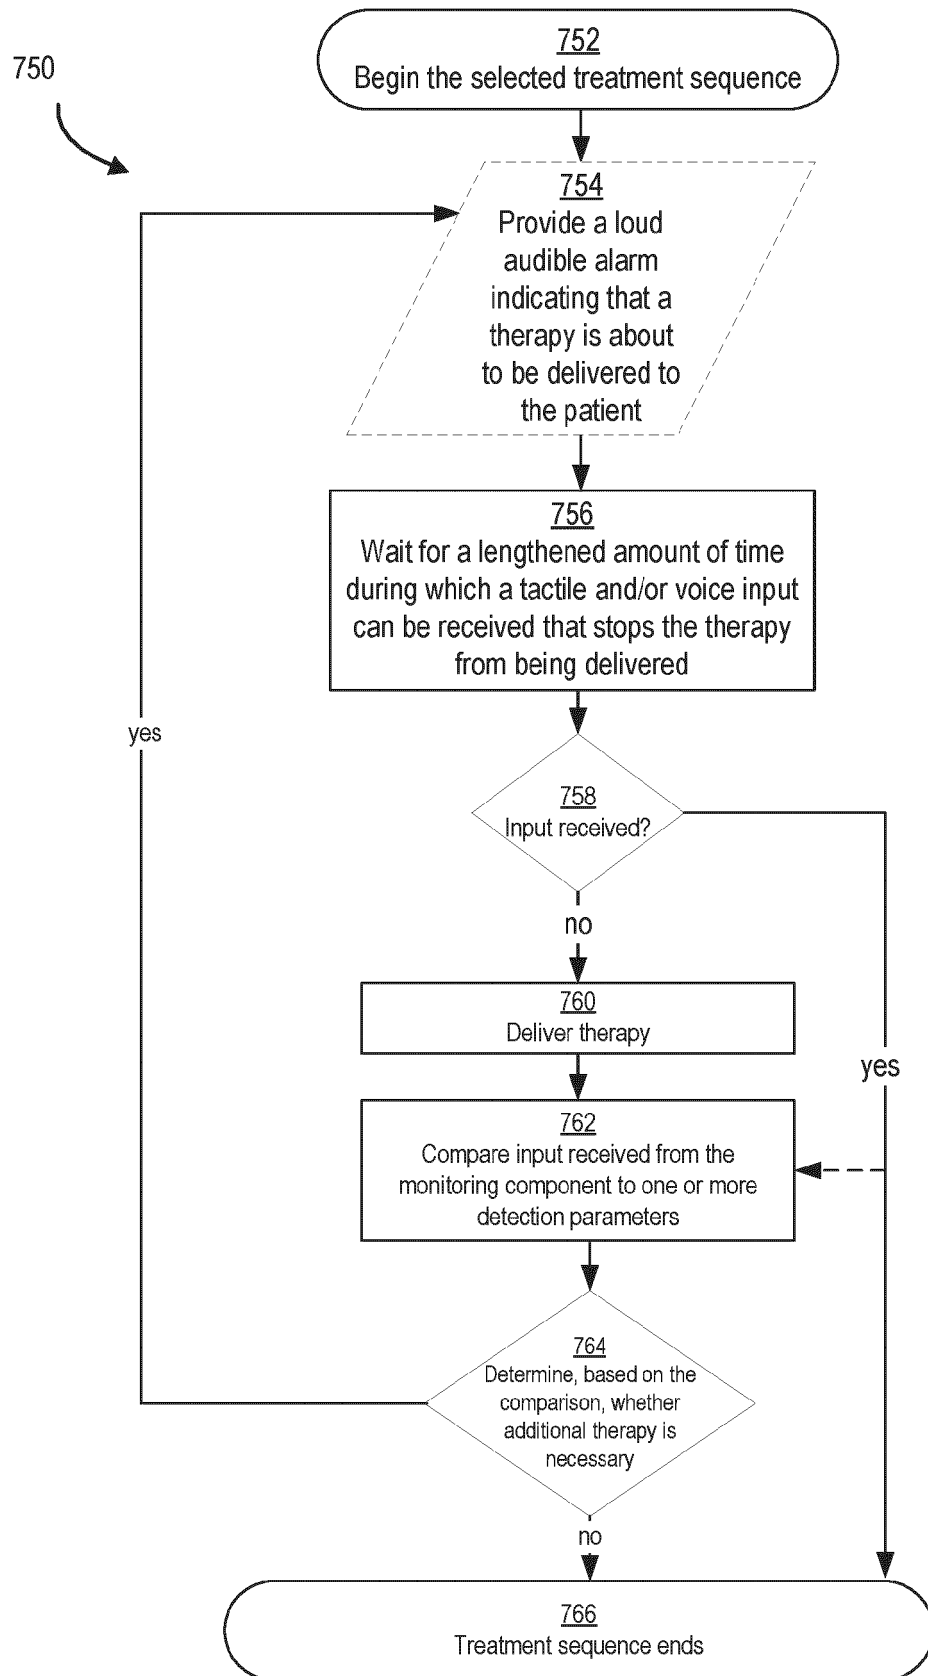 750
752
Begin the selected treatment sequence
754
Provide a loud
audible alarm
indicating that a
therapy is about
to be delivered to
the patient
756
Wait for a lengthened amount of time
during which a tactile and/or voice input
can be received that stops the therapy
from being delivered
yes
758
Input received?
no
760
Deliver therapy
yes
762
Compare input received from the
monitoring component to one or more
detection parameters
764
Determine, based on the
comparison, whether
additional therapy is
necessary
no
766
Treatment sequence ends